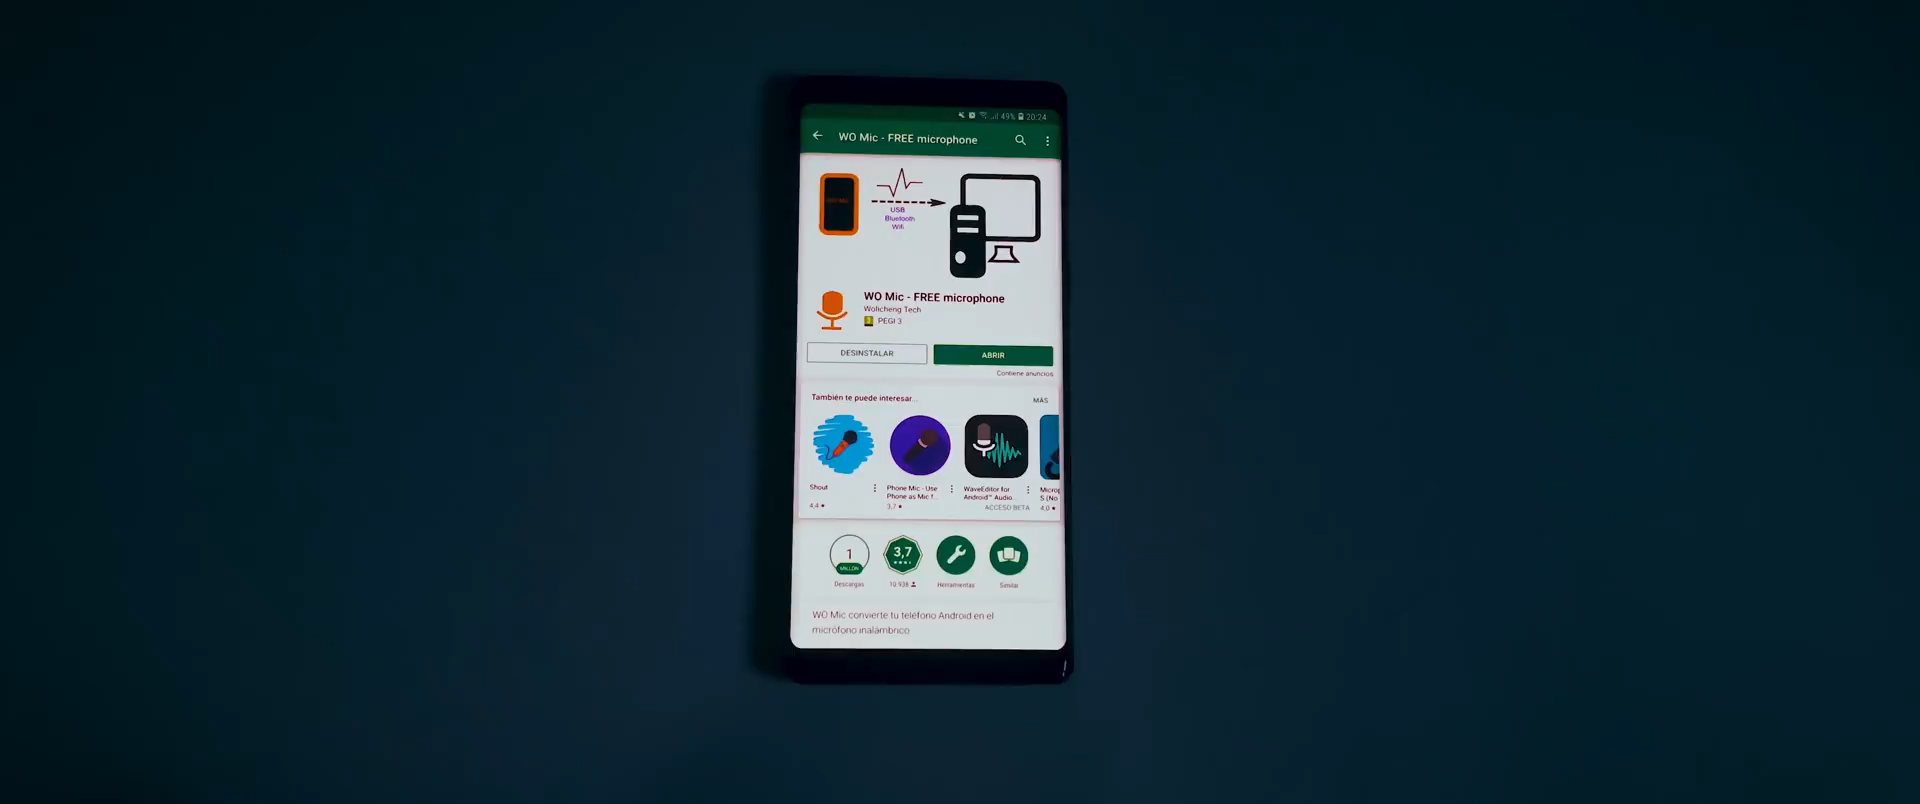 49% 20:24
WO Mic - FREE microphone
USB
Bluetooth
Wifi
WO Mic - FREE microphone
Wolicheng Tech
3 PEGI 3
DESINSTALAR
ABRIR
Contiene anuncios
También te puede interesar...
MÁS
Shout
4,4
Phone Mic - Use
Phone as Mic f...
3,7
WaveEditor for
Android™ Audio...
ACCESO BETA
Microp
S (No
4,0
1
MILLÓN
Descargas
3,7
10 936
Herramientas
Similar
WO Mic convierte tu teléfono Android en el
micrófono inalámbrico